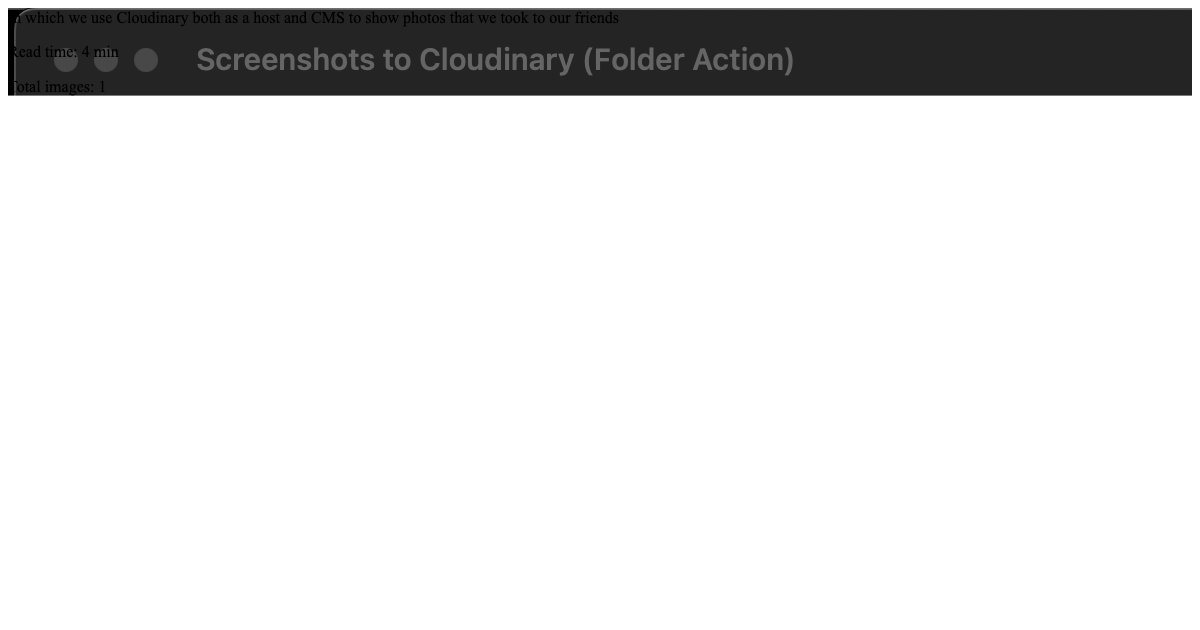 In which we use Cloudinary both as a host and CMS to show photos that we took to our friends
Read time: 4 min
Screenshots to Cloudinary (Folder Action)
Total images: 1